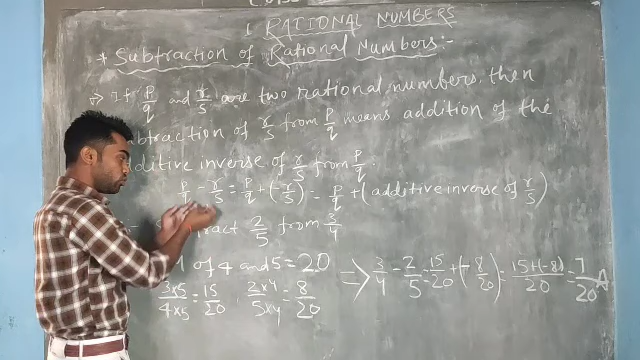 RATIONAL NUMBERS
* Subtraction of Rational Numbers:-
⇒ If p/q and r/s are two rational numbers, then
subtraction of r/s from p/q means addition of the
additive inverse of r/s from p/q.
p/q - r/s = p/q + (-r/s) = p/q + (additive inverse of r/s)
:- 2/5 from 3/4
of 4 and 5 = 20 ⇒ 3/4 - 2/5 = 15/20 + (-8/20) = 15+(-8)/20 = 7/20
3×5/4×5 = 15/20 , 2×4/5×4 = 8/20